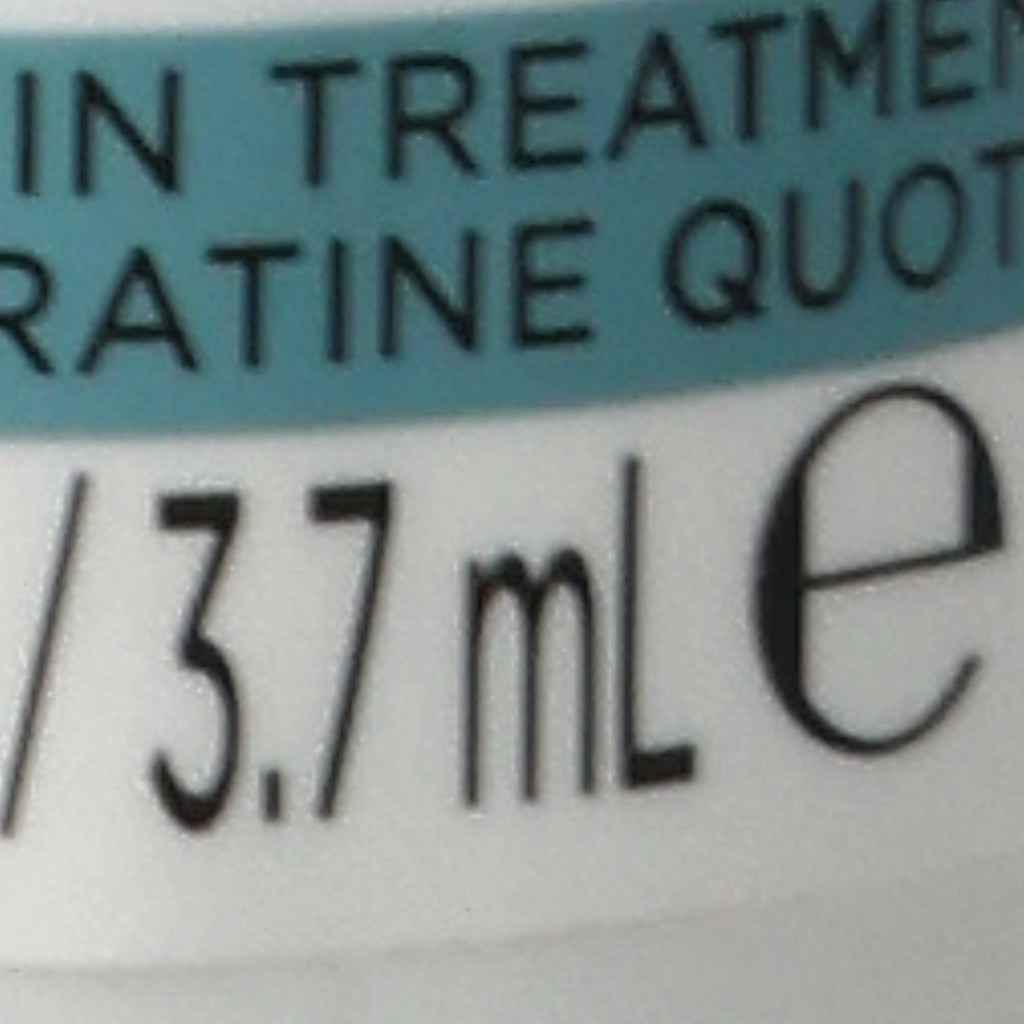 IN TREATMEN
RATINE QUOT
/ 3.7 mL e